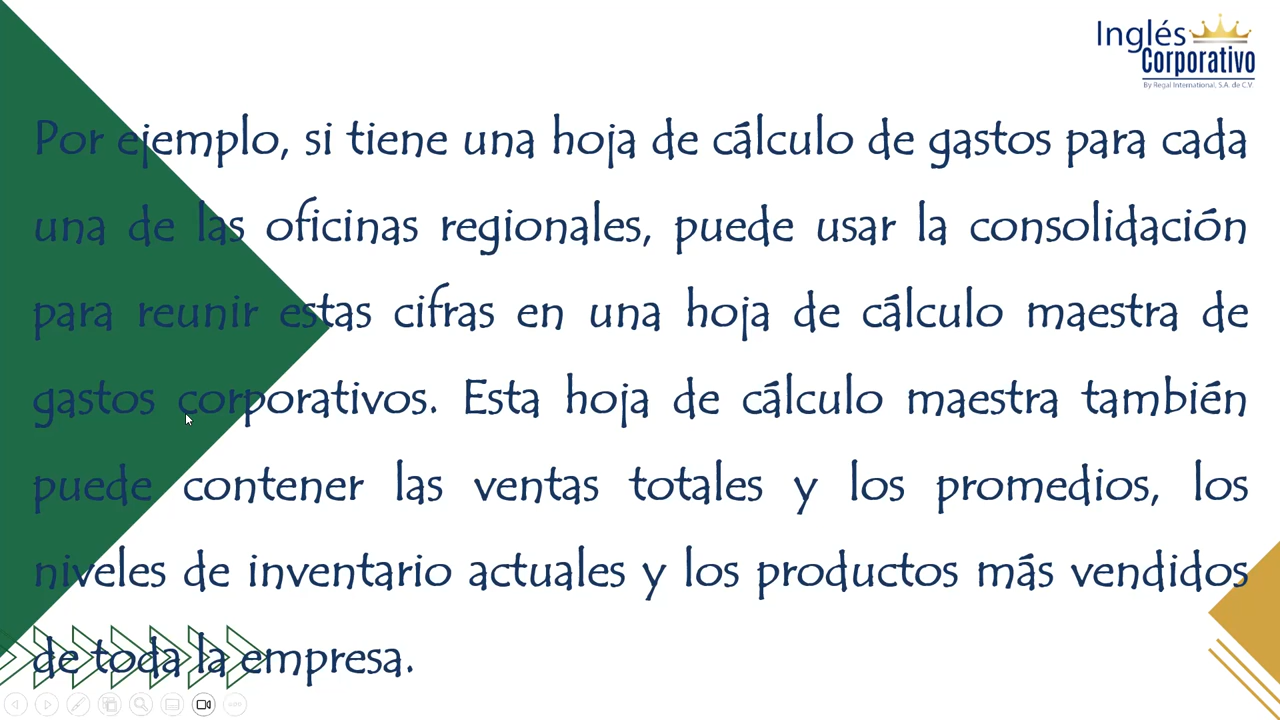 Inglés
Corporativo
By Regal International, S.A. de C.V.
Por ejemplo, si tiene una hoja de cálculo de gastos para cada
una de las oficinas regionales, puede usar la consolidación
para reunir estas cifras en una hoja de cálculo maestra de
gastos corporativos. Esta hoja de cálculo maestra también
puede contener las ventas totales y los promedios, los
niveles de inventario actuales y los productos más vendidos
de toda la empresa.